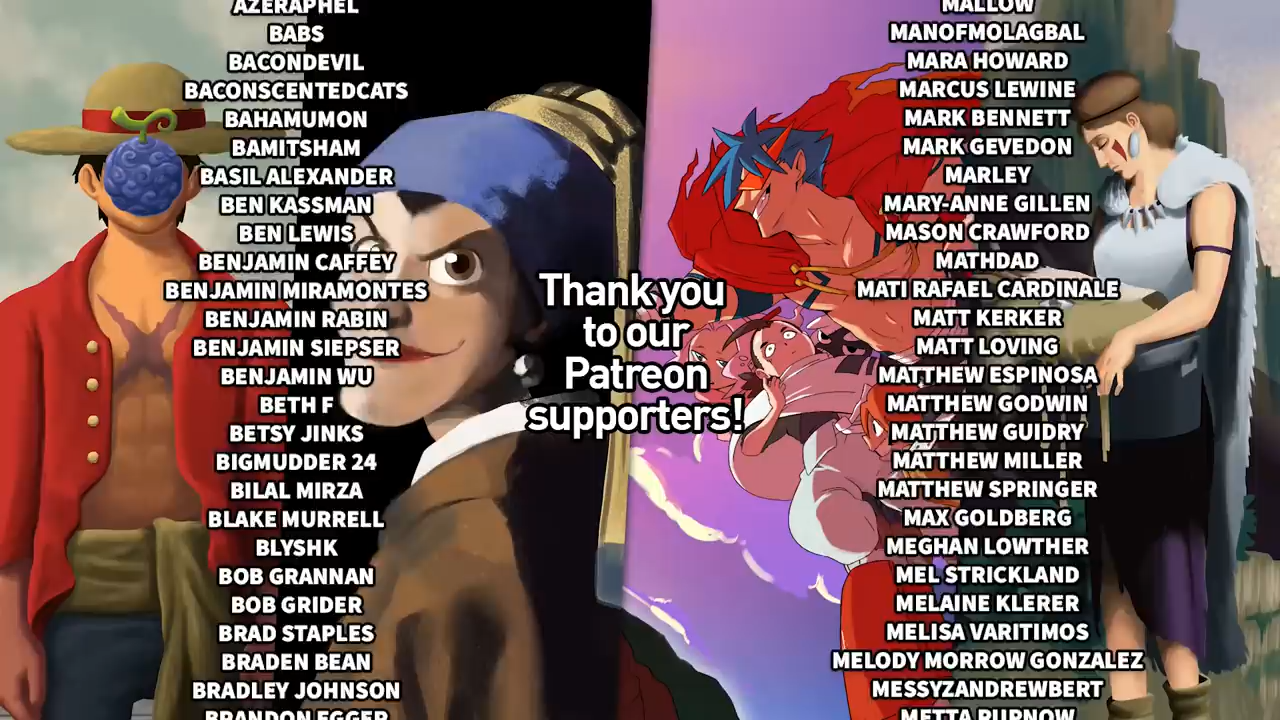 AZERAPHEL
BABS
BACONDEVIL
BACONSCENTEDCATS
BAHAMUMON
BAMITSHAM
BASIL ALEXANDER
BEN KASSMAN
BEN LEWIS
BENJAMIN CAFFEY
BENJAMIN MIRAMONTES
BENJAMIN RABIN
BENJAMIN SIEPSER
BENJAMIN WU
BETH F
BETSY JINKS
BIGMUDDER 24
BILAL MIRZA
BLAKE MURRELL
BLYSHK
BOB GRANNAN
BOB GRIDER
BRAD STAPLES
BRADEN BEAN
BRADLEY JOHNSON
BRANDON EGGER
Thank you
to our
Patreon
supporters!
MALLOW
MANOFMOLAGBAL
MARA HOWARD
MARCUS LEWINE
MARK BENNETT
MARK GEVEDON
MARLEY
MARY-ANNE GILLEN
MASON CRAWFORD
MATHDAD
MATI RAFAEL CARDINALE
MATT KERKER
MATT LOVING
MATTHEW ESPINOSA
MATTHEW GODWIN
MATTHEW GUIDRY
MATTHEW MILLER
MATTHEW SPRINGER
MAX GOLDBERG
MEGHAN LOWTHER
MEL STRICKLAND
MELAINE KLERER
MELISA VARITIMOS
MELODY MORROW GONZALEZ
MESSYZANDREWBERT
METTA